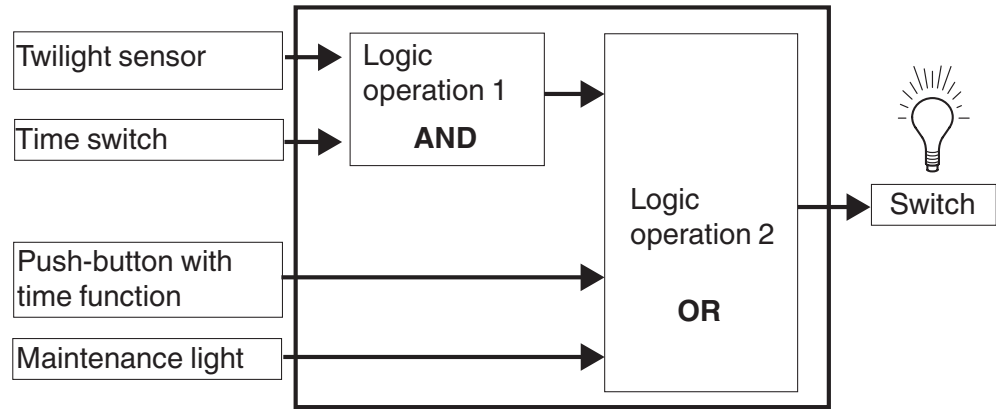 Twilight sensor
Time switch
Push-button with
time function
Maintenance light
Logic
operation 1
AND
Logic
operation 2
OR
Switch